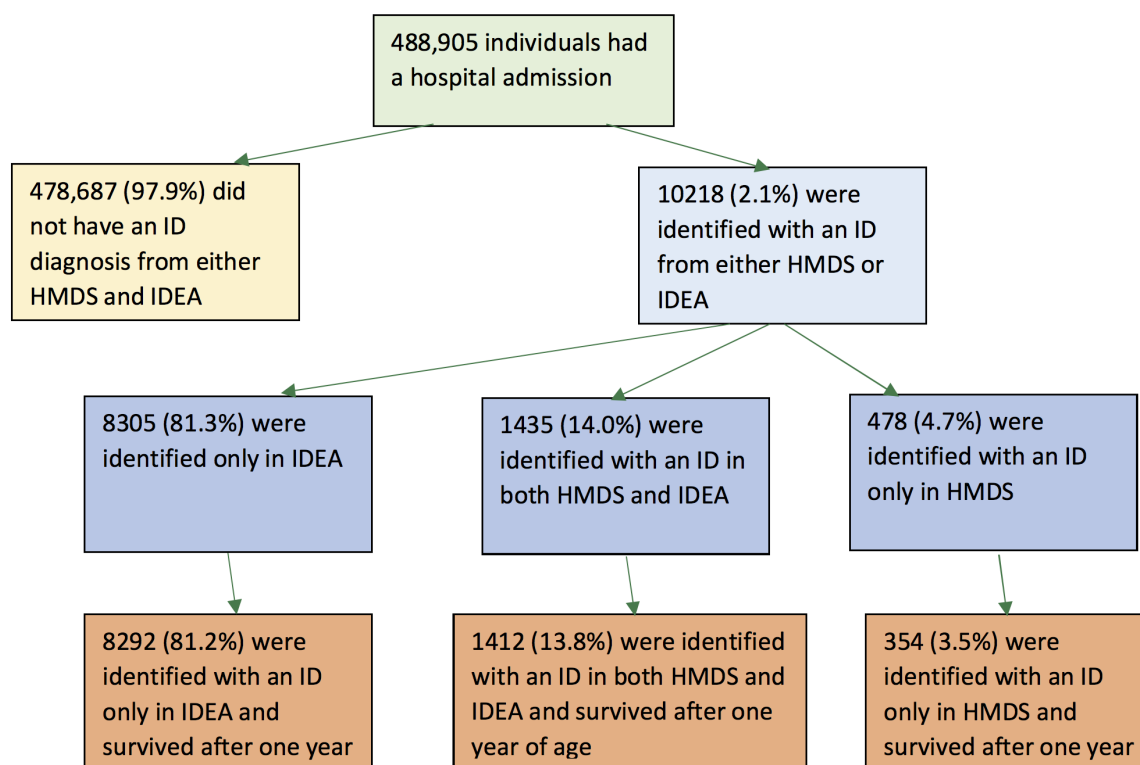 488,905 individuals had
a hospital admission
478,687 (97.9%) did
not have an ID
diagnosis from either
HMDS and IDEA
10218 (2.1%) were
identified with an ID
from either HMDS or
IDEA
8305 (81.3%) were
identified only in IDEA
1435 (14.0%) were
identified with an ID in
both HMDS and IDEA
478 (4.7%) were
identified with an ID
only in HMDS
8292 (81.2%) were
identified with an ID
only in IDEA and
survived after one year
1412 (13.8%) were identified
with an ID in both HMDS and
IDEA and survived after one
year of age
354 (3.5%) were
identified with an ID
only in HMDS and
survived after one year